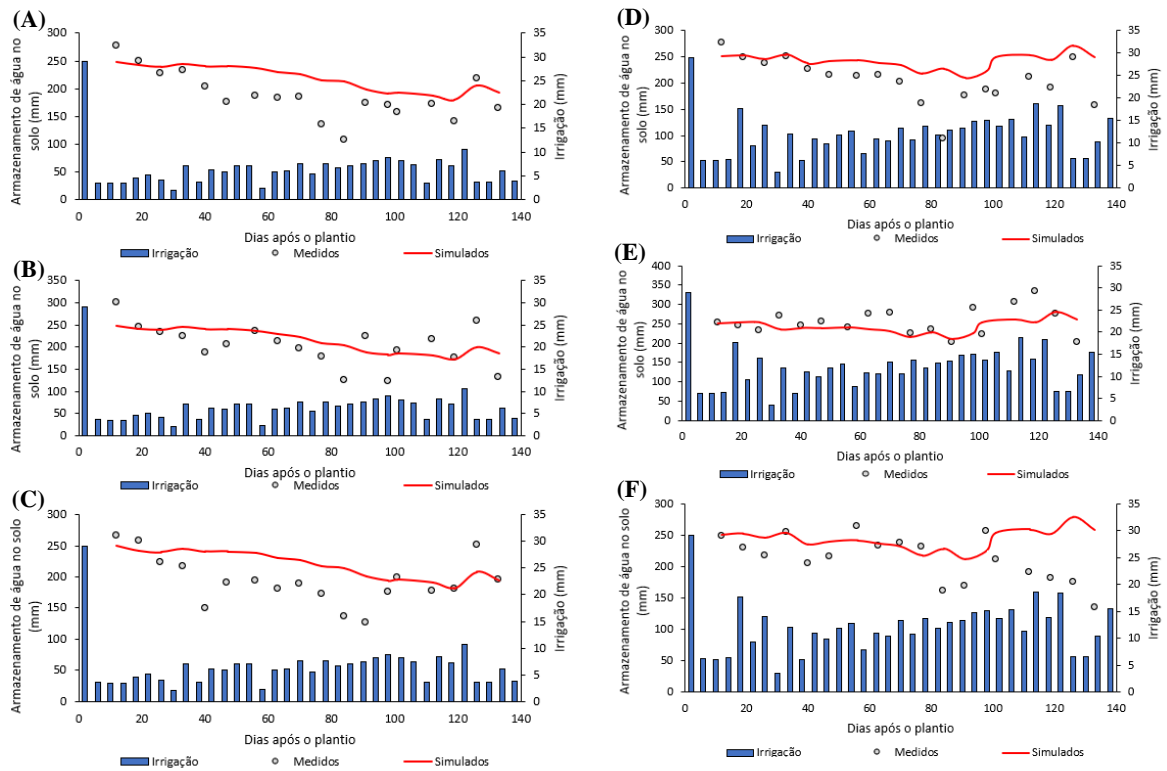 (A)
300
250
200
150
100
50
0
35
30
25
20
15
10
5
0
0 20 40 60 80 100 120 140
Armazenamento de água no
solo (mm)
Irrigação (mm)
Dias após o plantio
Irrigação Medidos Simulados
(B)
350
300
250
200
150
100
50
0
35
30
25
20
15
10
5
0
0 20 40 60 80 100 120 140
Armazenamento de água no
solo (mm)
Irrigação (mm)
Dias após o plantio
Irrigação Medidos Simulados
(C)
300
250
200
150
100
50
0
35
30
25
20
15
10
5
0
0 20 40 60 80 100 120 140
Armazenamento de água no solo
(mm)
Irrigação (mm)
Dias após o plantio
Irrigação Medidos Simulados
(D)
300
250
200
150
100
50
0
35
30
25
20
15
10
5
0
0 20 40 60 80 100 120 140
Armazenamento de água no
solo (mm)
Irrigação (mm)
Dias após o plantio
Irrigação Medidos Simulados
(E)
400
350
300
250
200
150
100
50
0
35
30
25
20
15
10
5
0
0 20 40 60 80 100 120 140
Armazenamento de água no
solo (mm)
Irrigação (mm)
Dias após o plantio
Irrigação Medidos Simulados
(F)
300
250
200
150
100
50
0
35
30
25
20
15
10
5
0
0 20 40 60 80 100 120 140
Armazenamento de água no solo
(mm)
Irrigação (mm)
Dias após o plantio
Irrigação Medidos Simulados